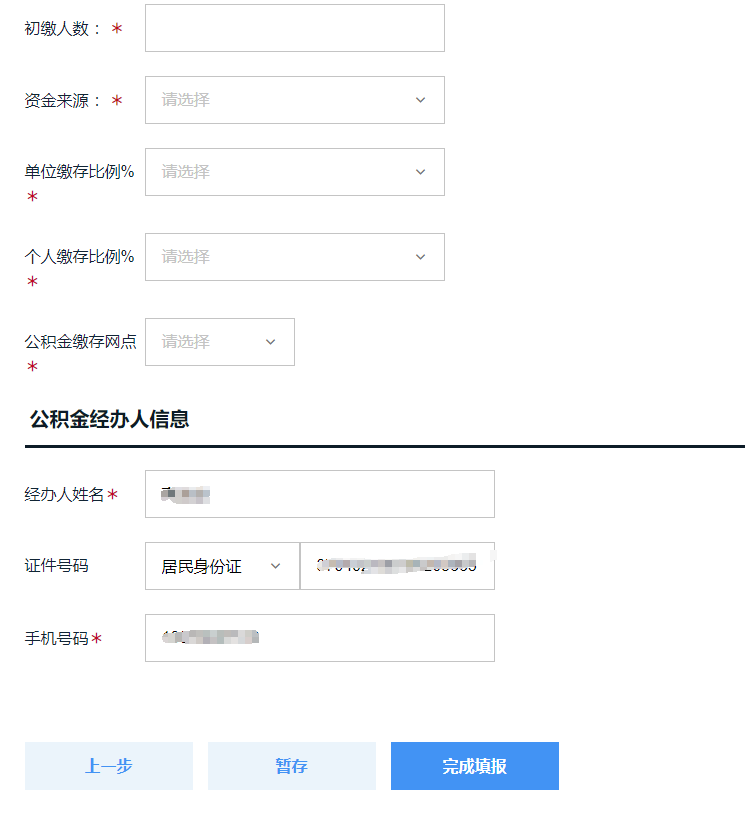 初缴人数： *
资金来源： * 请选择
单位缴存比例% 请选择
*
个人缴存比例% 请选择
*
公积金缴存网点 请选择
*
公积金经办人信息
经办人姓名*
证件号码 居民身份证
手机号码*
上一步 暂存 完成填报